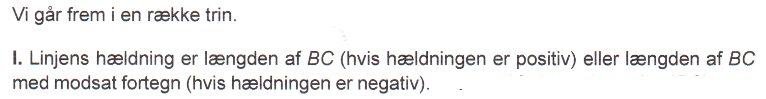 Vi går frem i en række trin.
I. Linjens hældning er længden af BC (hvis hældningen er positiv) eller længden af BC
med modsat fortegn (hvis hældningen er negativ).